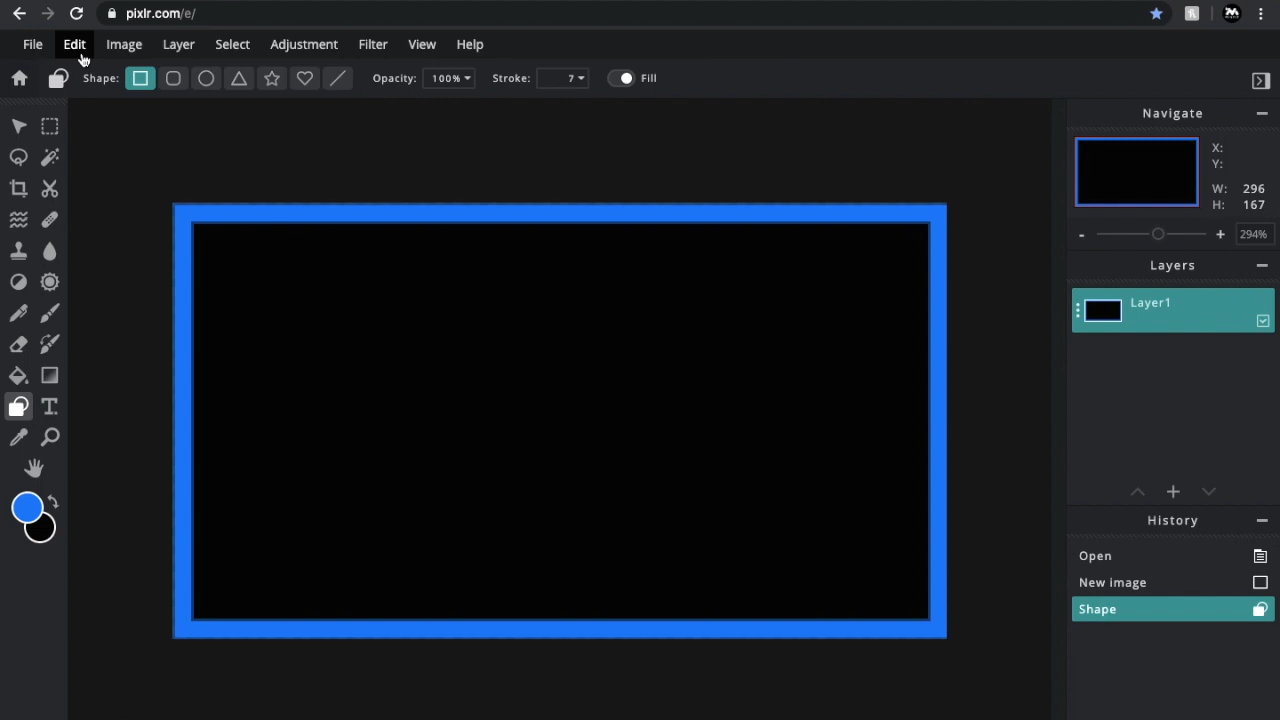 pixlr.com/e/
File Edit Image Layer Select Adjustment Filter View Help
Shape: Opacity: 100% Stroke: 7 Fill
Navigate
X:
Y:
W: 296
H: 167
- + 294%
Layers
Layer1
History
Open
New image
Shape